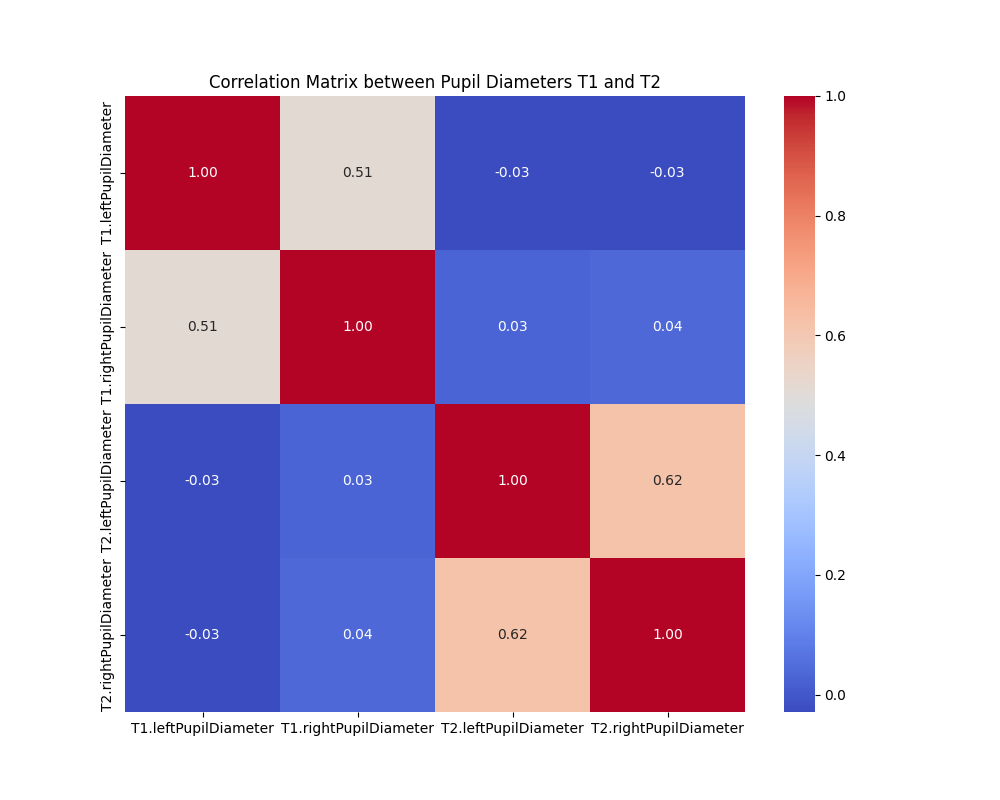 Correlation Matrix between Pupil Diameters T1 and T2
T1.leftPupilDiameter
1.00
0.51
-0.03
-0.03
T1.rightPupilDiameter
0.51
1.00
0.03
0.04
T2.leftPupilDiameter
-0.03
0.03
1.00
0.62
T2.rightPupilDiameter
-0.03
0.04
0.62
1.00
T1.leftPupilDiameter
T1.rightPupilDiameter
T2.leftPupilDiameter
T2.rightPupilDiameter
1.0
0.8
0.6
0.4
0.2
0.0